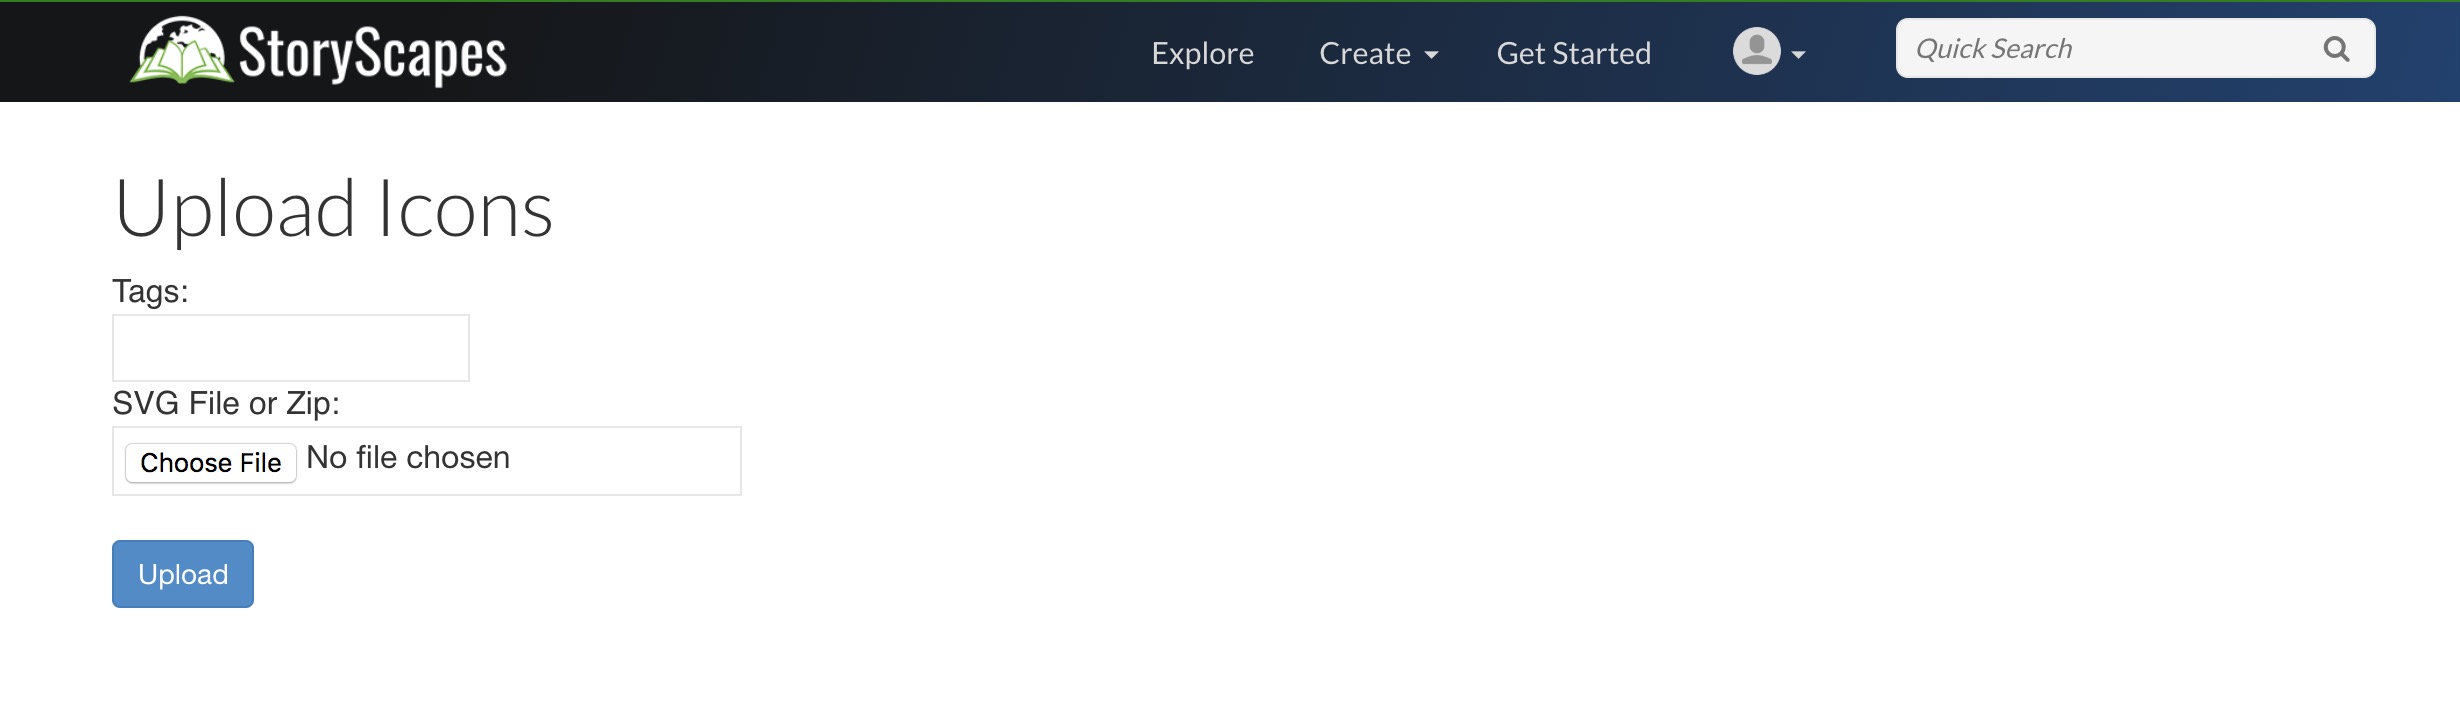 StoryScapes
Explore Create Get Started Quick Search
Upload Icons
Tags:
SVG File or Zip:
Choose File No file chosen
Upload